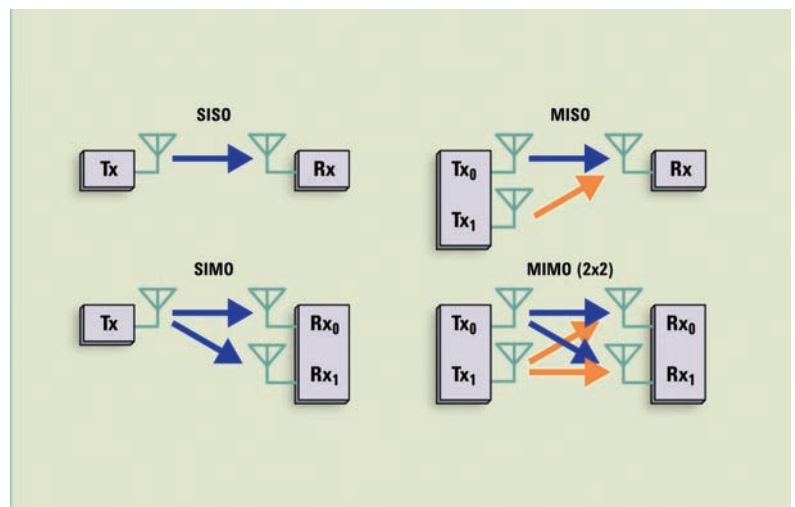 SISO
Tx
Rx
MISO
Tx₀
Tx₁
Rx
SIMO
Tx
Rx₀
Rx₁
MIMO (2x2)
Tx₀
Tx₁
Rx₀
Rx₁